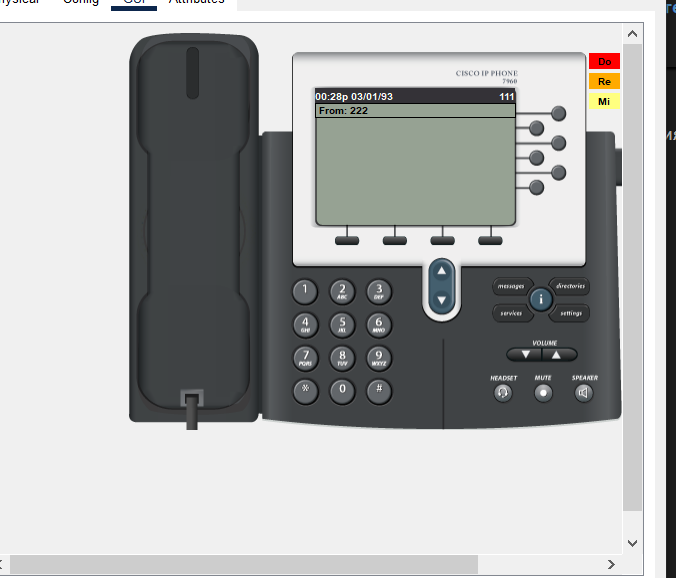 Config
GUI
Attributes
CISCO IP PHONE
7960
Do
Re
Mi
00:28p 03/01/93 111
From: 222
1
2 ABC
3 DEF
4 GHI
5 JKL
6 MNO
7 PQRS
8 TUV
9 WXYZ
* 0 #
messages directories
i
services settings
VOLUME
HEADSET MUTE SPEAKER